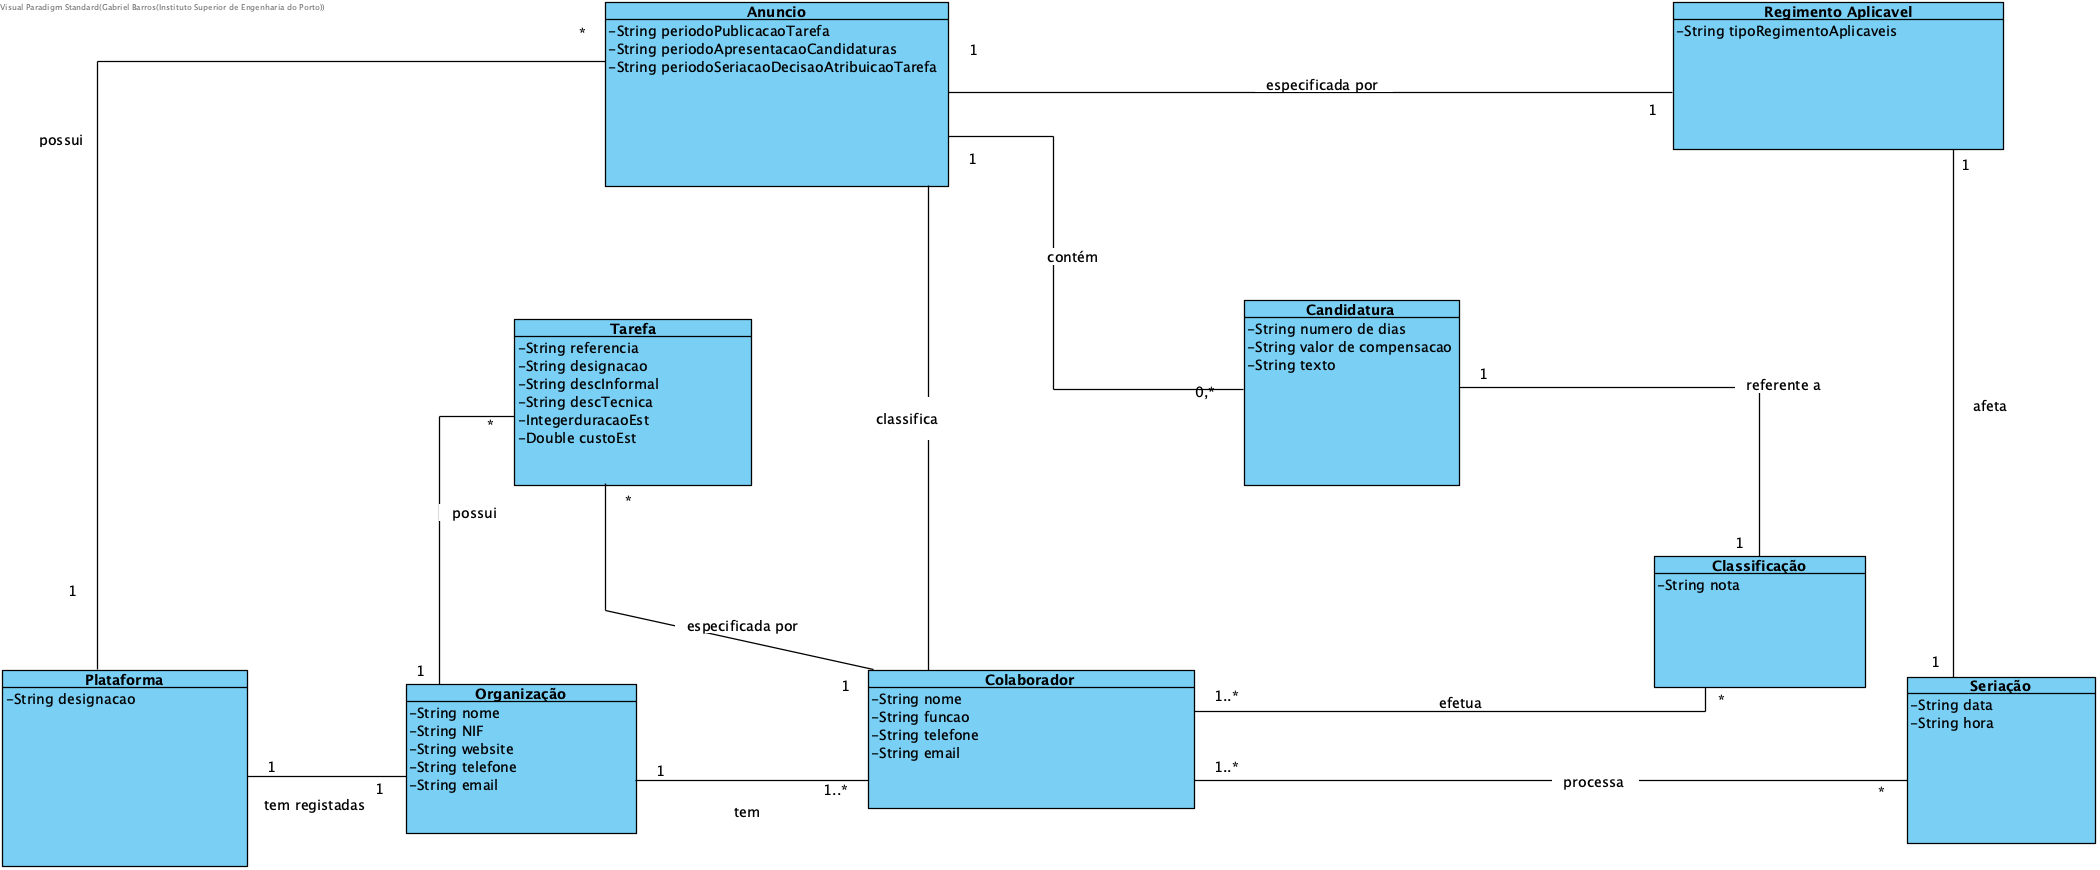 Visual Paradigm Standard(Gabriel Barros(Instituto Superior de Engenharia do Porto))
Anuncio
-String periodoPublicacaoTarefa
-String periodoApresentacaoCandidaturas
-String periodoSeriacaoDecisaoAtribuicaoTarefa
Regimento Aplicavel
-String tipoRegimentoAplicaveis
*
1
especificada por
1
possui
1
1
contém
Candidatura
-String numero de dias
-String valor de compensacao
-String texto
Tarefa
-String referencia
-String designacao
-String descInformal
-String descTecnica
-IntegerduracaoEst
-Double custoEst
1
referente a
0,*
afeta
classifica
*
possui
*
1
Classificação
-String nota
1
especificada por
1
1
Plataforma
-String designacao
Organização
-String nome
-String NIF
-String website
-String telefone
-String email
1
Colaborador
-String nome
-String funcao
-String telefone
-String email
1..*
efetua
*
Seriação
-String data
-String hora
1
tem registadas
1
1
tem
1..*
1..*
processa
*